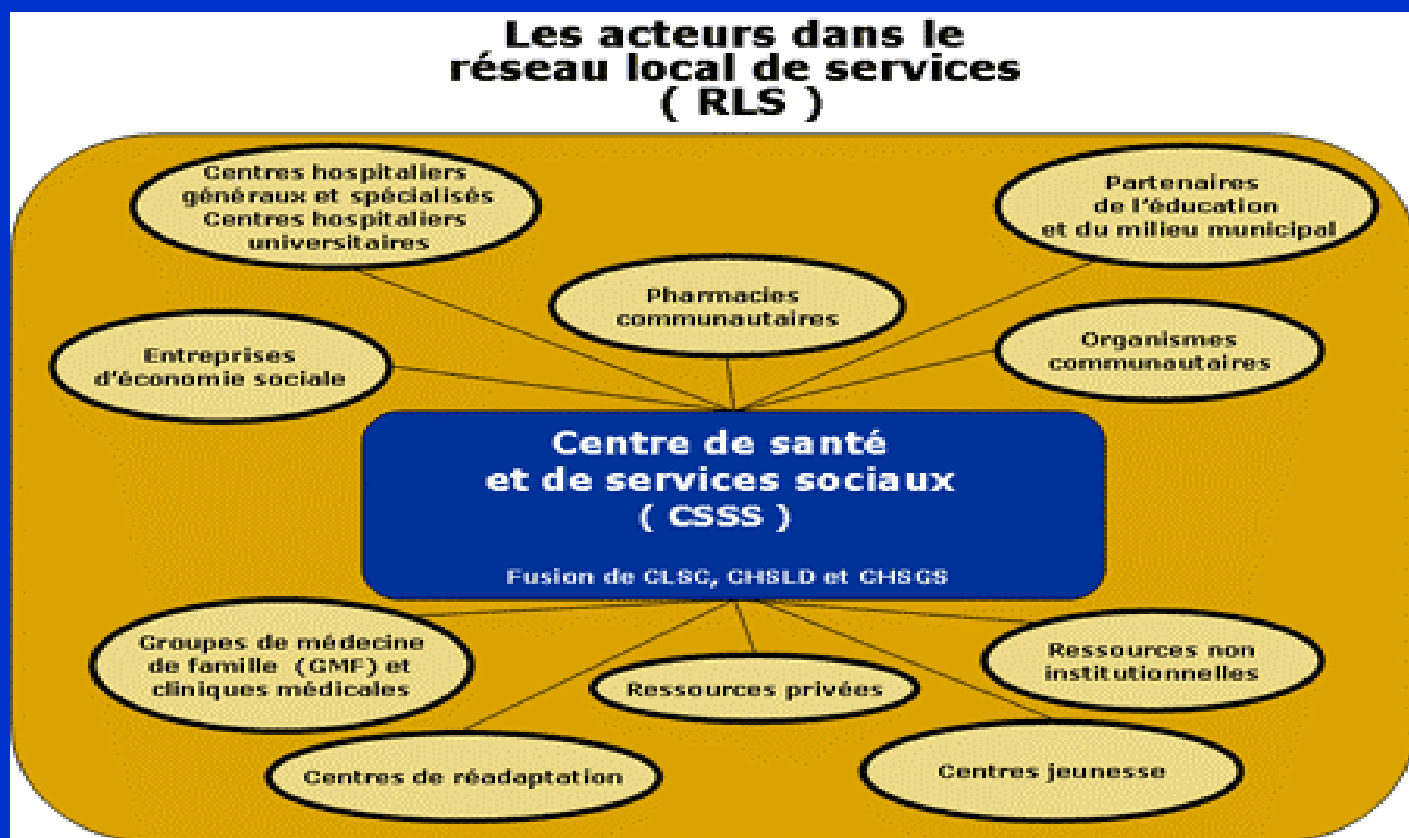 Les acteurs dans le
réseau local de services
( RLS )
Centres hospitaliers
généraux et spécialisés
Centres hospitaliers
universitaires
Partenaires
de l'éducation
et du milieu municipal
Pharmacies
communautaires
Entreprises
d'économie sociale
Organismes
communautaires
Centre de santé
et de services sociaux
( CSSS )
Fusion de CLSC, CHSLD et CHSGS
Groupes de médecine
de famille (GMF) et
cliniques médicales
Ressources privées
Ressources non
institutionnelles
Centres de réadaptation
Centres jeunesse